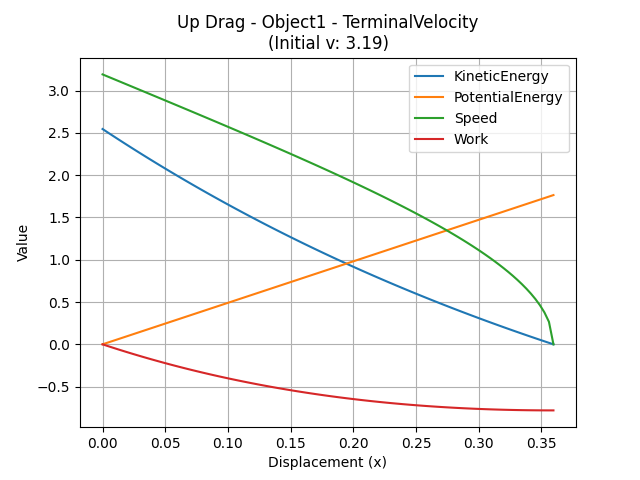 Up Drag - Object1 - TerminalVelocity
(Initial v: 3.19)
KineticEnergy
PotentialEnergy
Speed
Work
Value
3.0
2.5
2.0
1.5
1.0
0.5
0.0
−0.5
0.00 0.05 0.10 0.15 0.20 0.25 0.30 0.35
Displacement (x)